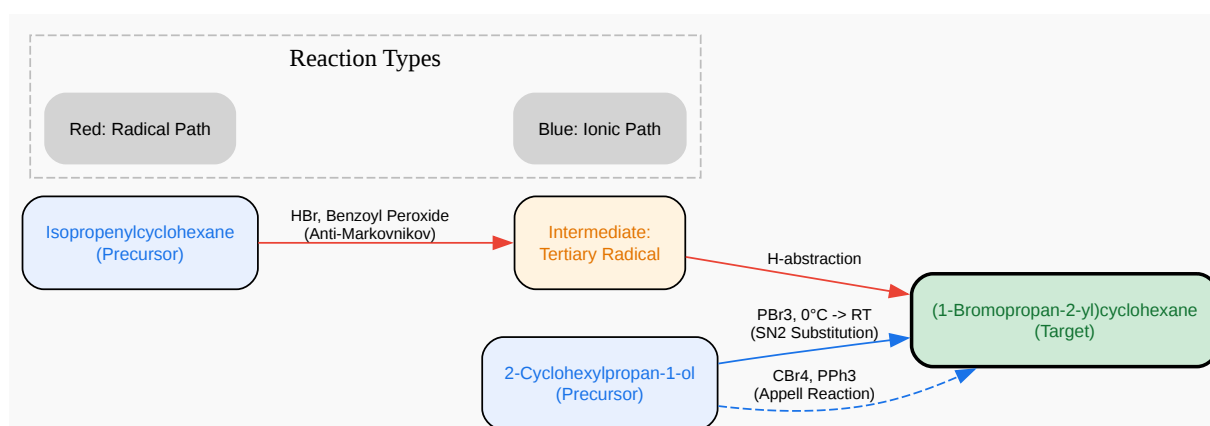 Reaction Types
Red: Radical Path
Blue: Ionic Path
Isopropenylcyclohexane
(Precursor)
HBr, Benzoyl Peroxide
(Anti-Markovnikov)
Intermediate:
Tertiary Radical
H-abstraction
(1-Bromopropan-2-yl)cyclohexane
(Target)
PBr3, 0°C -> RT
(SN2 Substitution)
2-Cyclohexylpropan-1-ol
(Precursor)
CBr4, PPh3
(Appell Reaction)